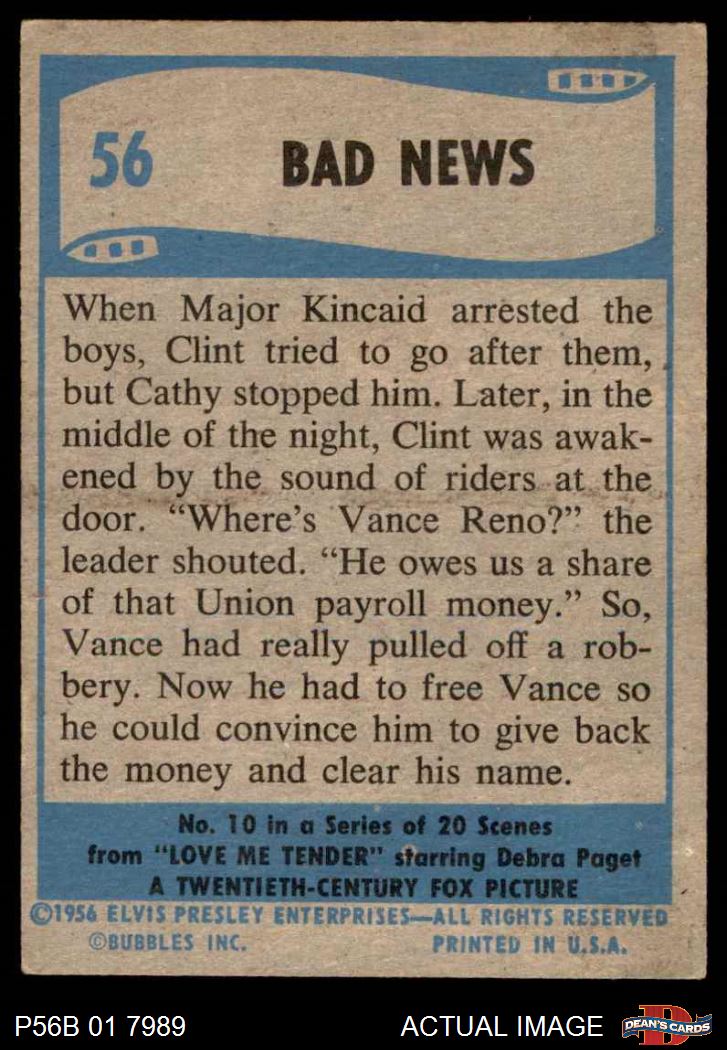 56
BAD NEWS
When Major Kincaid arrested the
boys, Clint tried to go after them,
but Cathy stopped him. Later, in the
middle of the night, Clint was awak-
ened by the sound of riders at the
door. “Where’s Vance Reno?” the
leader shouted. “He owes us a share
of that Union payroll money.” So,
Vance had really pulled off a rob-
bery. Now he had to free Vance so
he could convince him to give back
the money and clear his name.
No. 10 in a Series of 20 Scenes
from "LOVE ME TENDER" starring Debra Paget
A TWENTIETH-CENTURY FOX PICTURE
©1956 ELVIS PRESLEY ENTERPRISES—ALL RIGHTS RESERVED
©BUBBLES INC. PRINTED IN U.S.A.
P56B 01 7989 ACTUAL IMAGE
DEAN'S CARDS